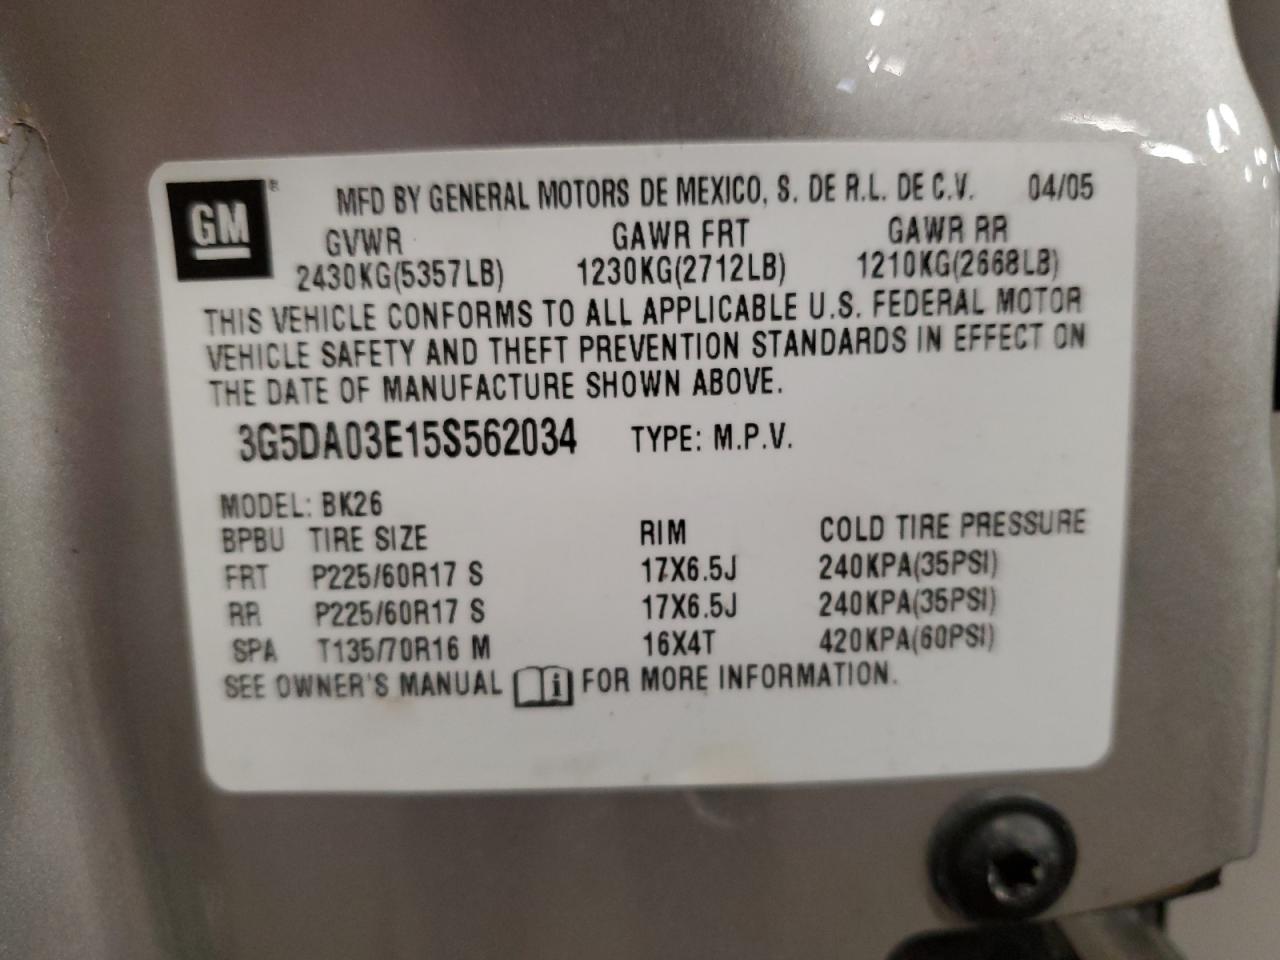 GM ® MFD BY GENERAL MOTORS DE MEXICO, S. DE R.L. DE C.V. 04/05
GVWR GAWR FRT GAWR RR
2430KG(5357LB) 1230KG(2712LB) 1210KG(2668LB)
THIS VEHICLE CONFORMS TO ALL APPLICABLE U.S. FEDERAL MOTOR
VEHICLE SAFETY AND THEFT PREVENTION STANDARDS IN EFFECT ON
THE DATE OF MANUFACTURE SHOWN ABOVE.
3G5DA03E15S562034 TYPE: M.P.V.
MODEL: BK26
BPBU TIRE SIZE RIM COLD TIRE PRESSURE
FRT P225/60R17 S 17X6.5J 240KPA(35PSI)
RR P225/60R17 S 17X6.5J 240KPA(35PSI)
SPA T135/70R16 M 16X4T 420KPA(60PSI)
SEE OWNER'S MANUAL i FOR MORE INFORMATION.